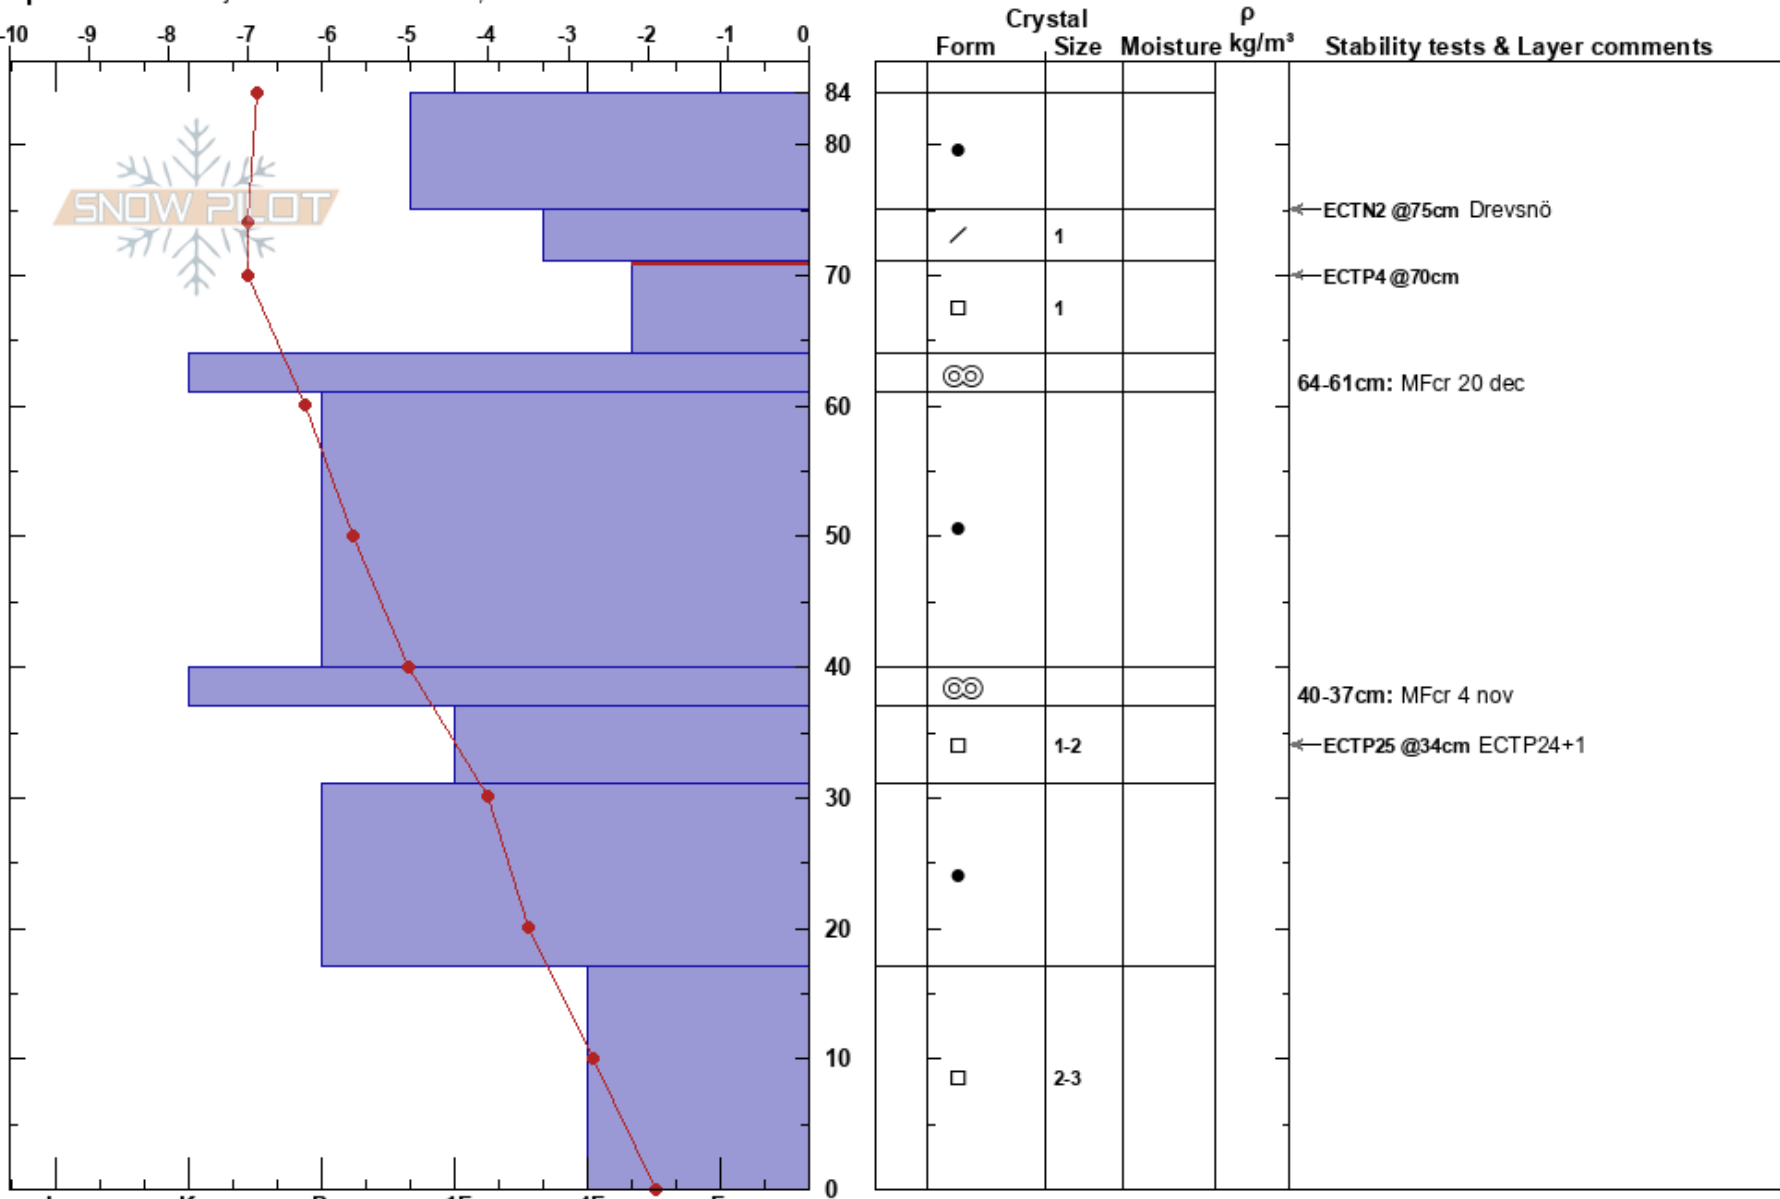 Crystal ρ
-10 -9 -8 -7 -6 -5 -4 -3 -2 -1 0 Form Size Moisture kg/m³ Stability tests & Layer comments
84
80
SNOW PILOT
ECTN2 @75cm Drevsnö
1
70 ECTP4 @70cm
1
64-61cm: MFcr 20 dec
60
50
40
40-37cm: MFcr 4 nov
1-2 ECTP25 @34cm ECTP24+1
30
20
10
2-3
0